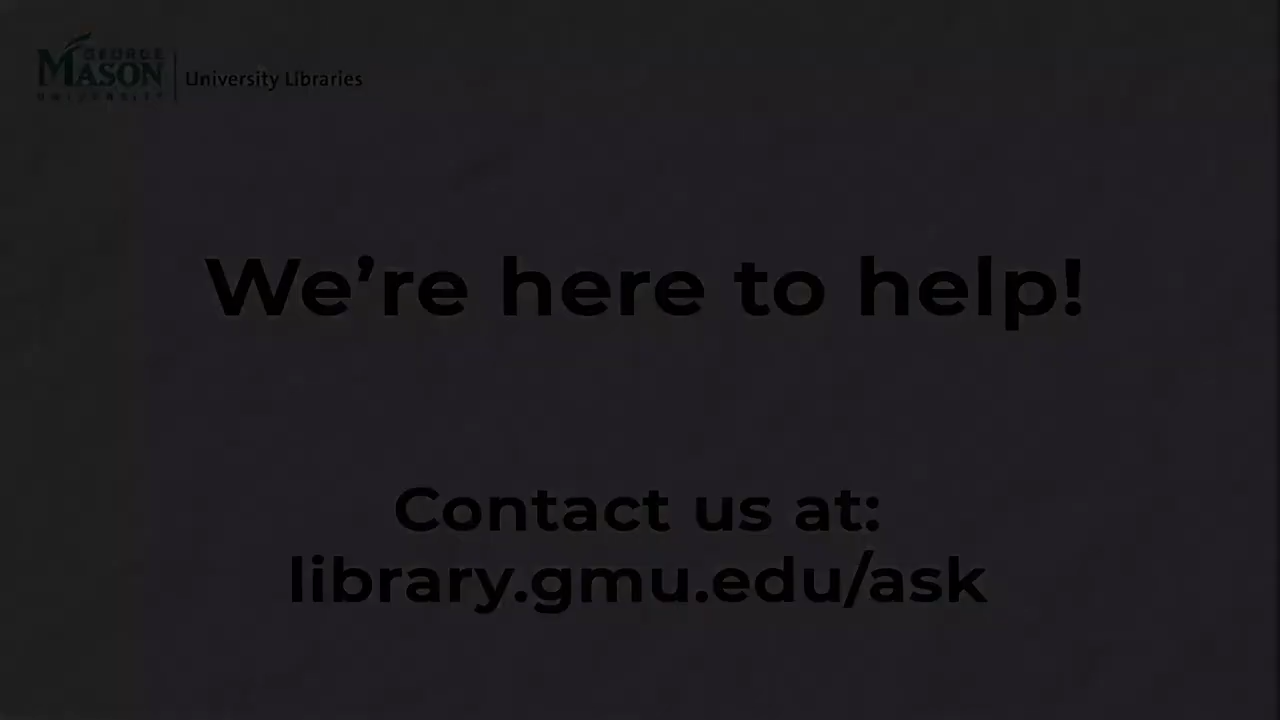 GEORGE
MASON
UNIVERSITY
University Libraries
We’re here to help!
Contact us at:
library.gmu.edu/ask